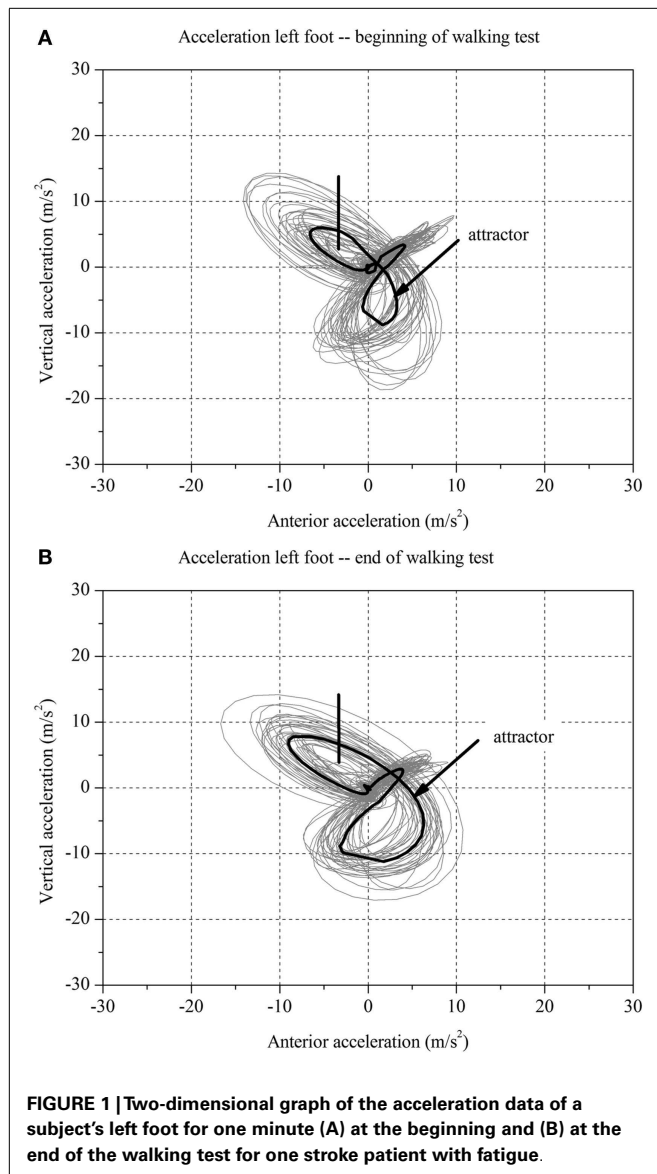 A
Acceleration left foot -- beginning of walking test
30
20
10
0
-10
-20
-30
Vertical acceleration (m/s²)
attractor
-30 -20 -10 0 10 20 30
Anterior acceleration (m/s²)
B
Acceleration left foot -- end of walking test
30
20
10
0
-10
-20
-30
Vertical acceleration (m/s²)
attractor
-30 -20 -10 0 10 20 30
Anterior acceleration (m/s²)
FIGURE 1 | Two-dimensional graph of the acceleration data of a
subject's left foot for one minute (A) at the beginning and (B) at the
end of the walking test for one stroke patient with fatigue.